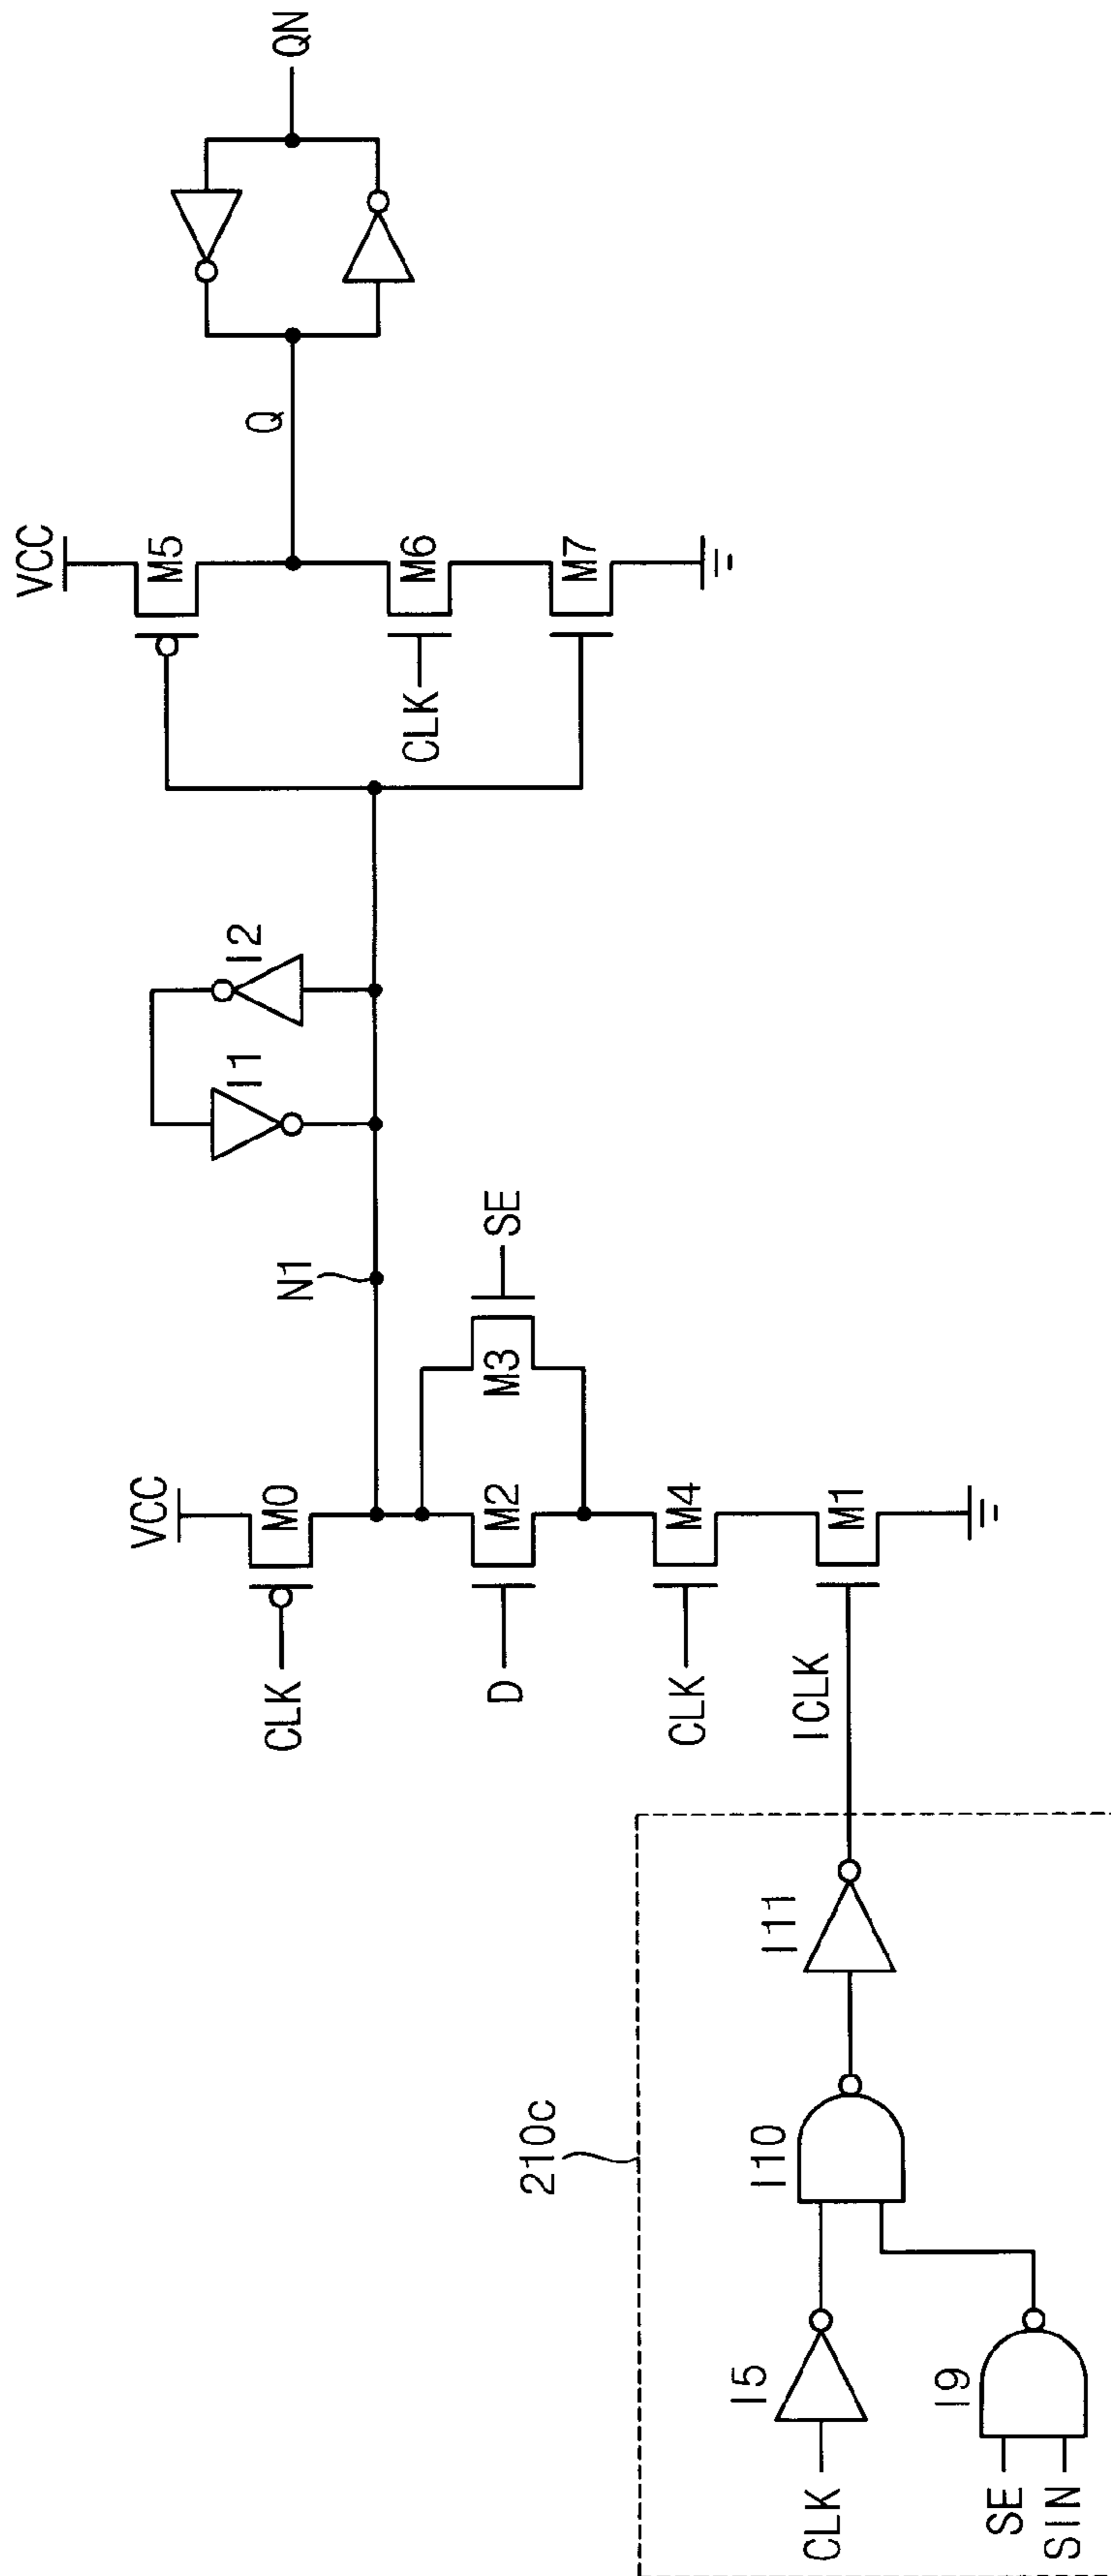 VCC
VCC
M5
Q
QN
M6
CLK
M7
I1
I2
N1
M0
CLK
M2
D
M3
SE
M4
CLK
M1
ICLK
210c
I11
I10
I5
CLK
I9
SE
SIN